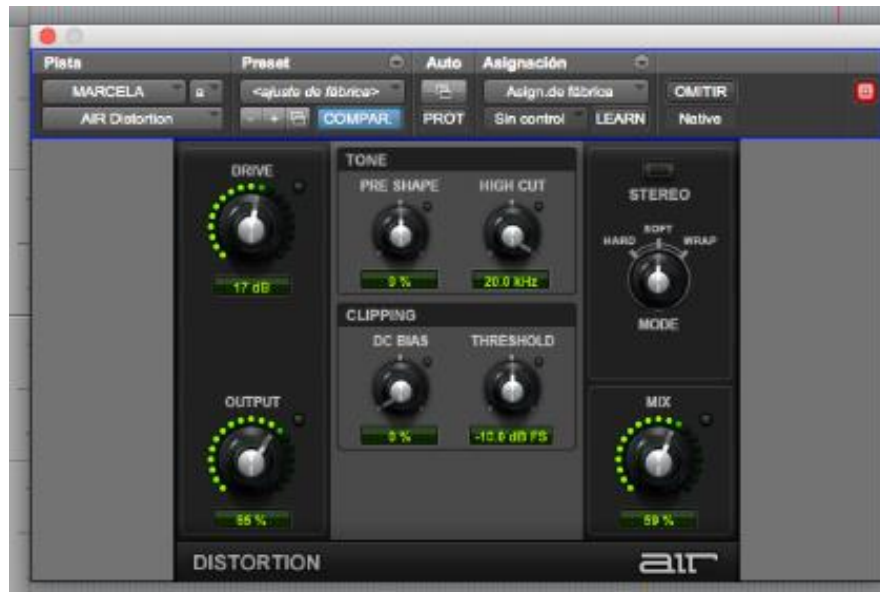 Pista Preset Auto Asignación
MARCELA a <ajuste de fábrica> Asign.de fábrica OMITIR
AIR Distortion - + COMPAR. PROT Sin control LEARN Native
DRIVE
17 dB
OUTPUT
TONE
PRE SHAPE HIGH CUT
0 % 20.0 kHz
CLIPPING
DC BIAS THRESHOLD
0 % -10.0 dB FS
STEREO
HARD SOFT WRAP
MODE
MIX
59 %
DISTORTION air